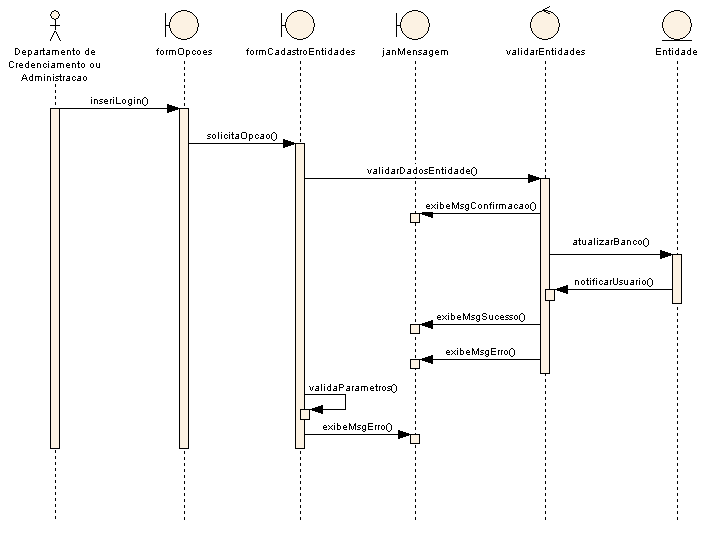 Departamento de
Credenciamento ou
Administracao
formOpcoes
formCadastroEntidades
janMensagem
validarEntidades
Entidade
inseriLogin()
solicitaOpcao()
validarDadosEntidade()
exibeMsgConfirmacao()
atualizarBanco()
notificarUsuario()
exibeMsgSucesso()
exibeMsgErro()
validaParametros()
exibeMsgErro()